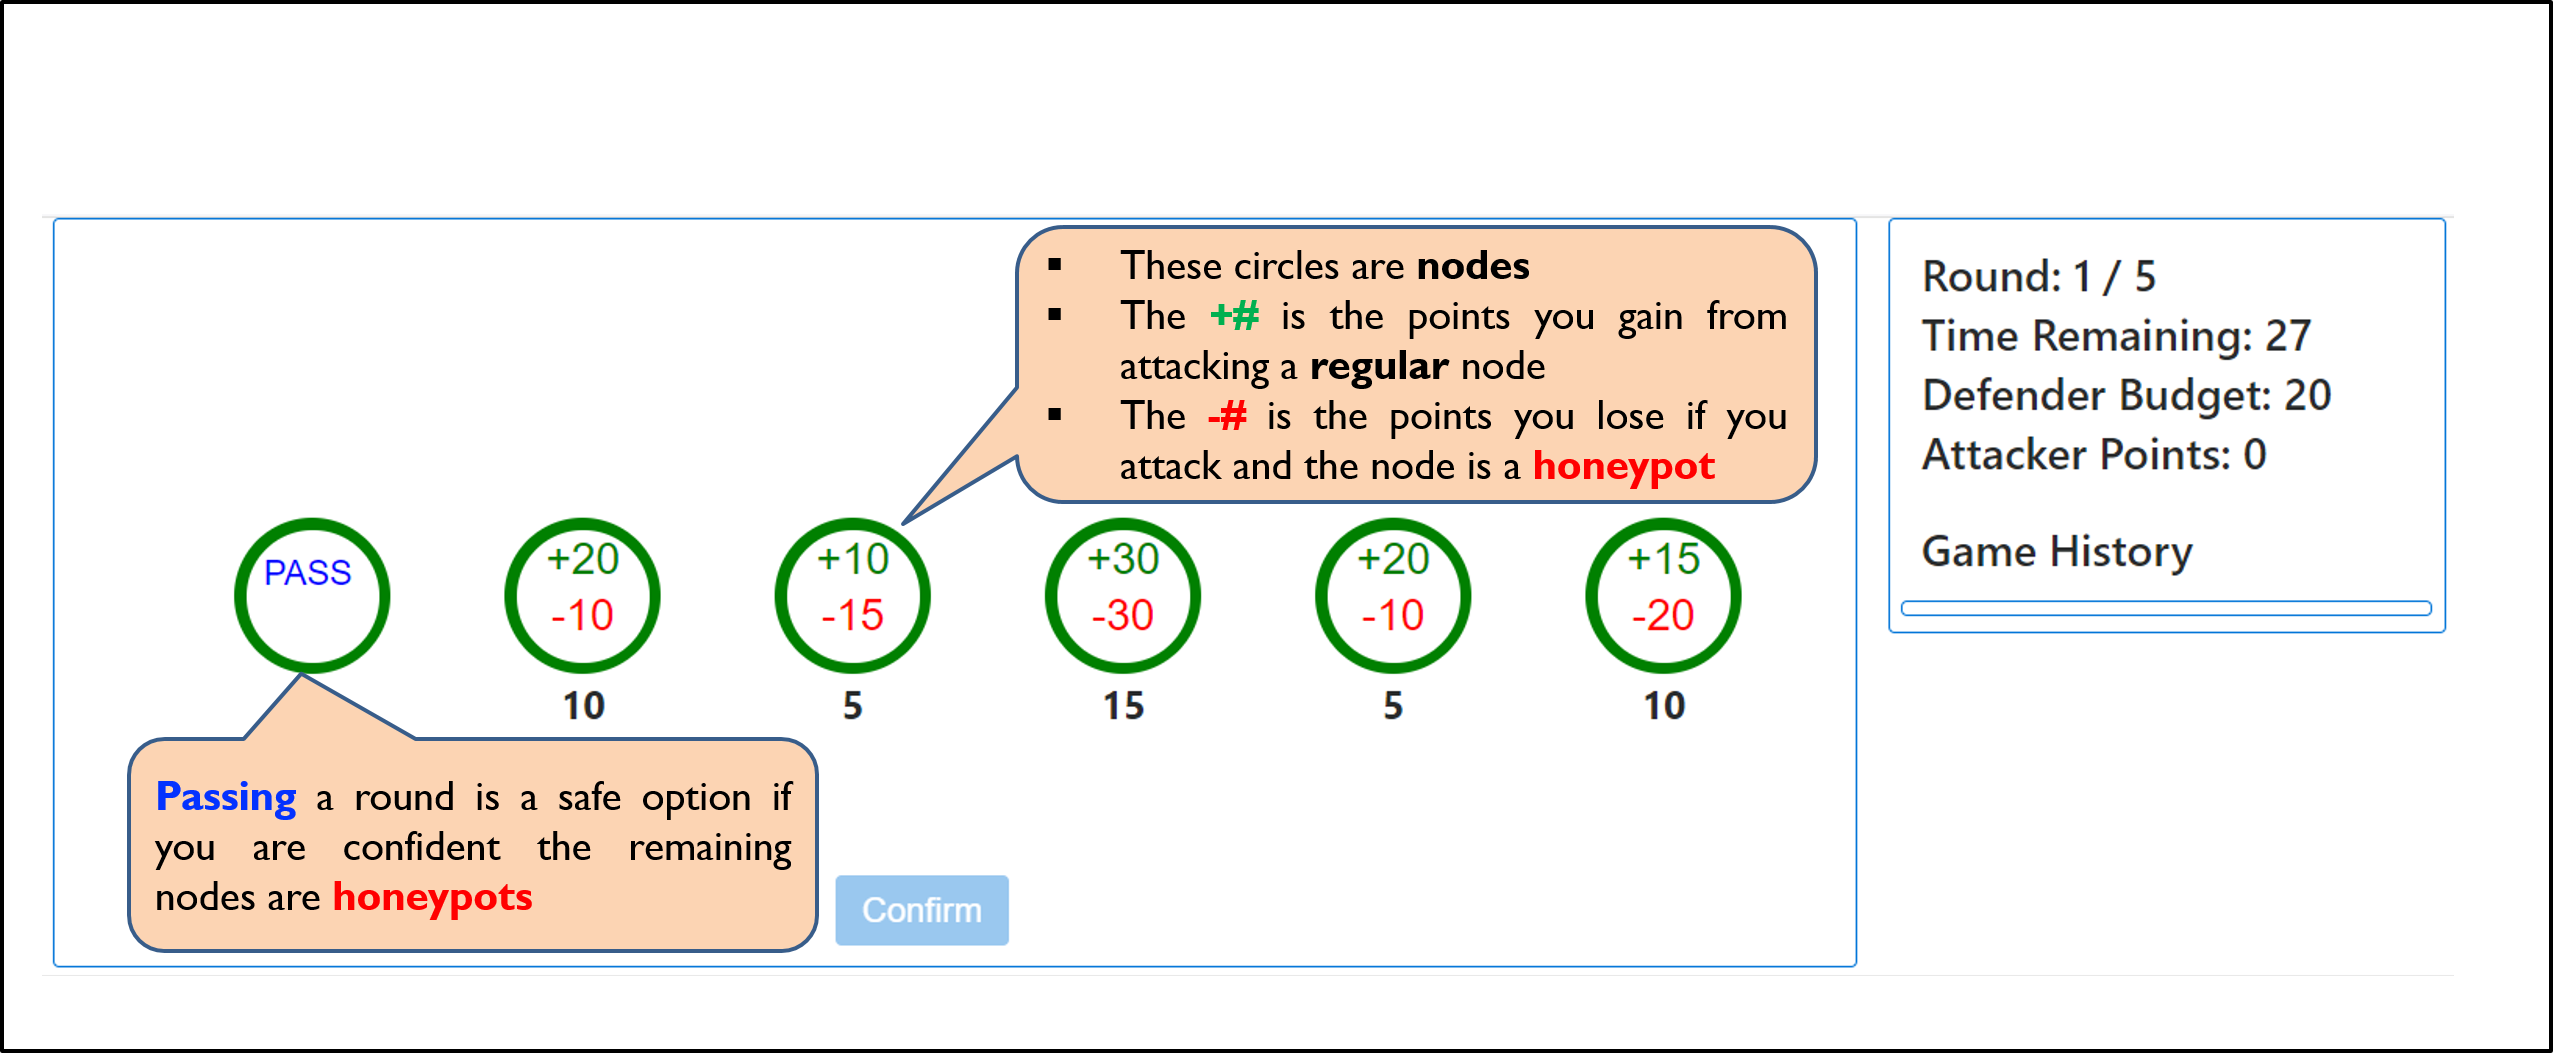 ▪ These circles are nodes
▪ The +# is the points you gain from
attacking a regular node
▪ The -# is the points you lose if you
attack and the node is a honeypot
Round: 1 / 5
Time Remaining: 27
Defender Budget: 20
Attacker Points: 0
Game History
PASS
+20
-10
10
+10
-15
5
+30
-30
15
+20
-10
5
+15
-20
10
Passing a round is a safe option if
you are confident the remaining
nodes are honeypots
Confirm